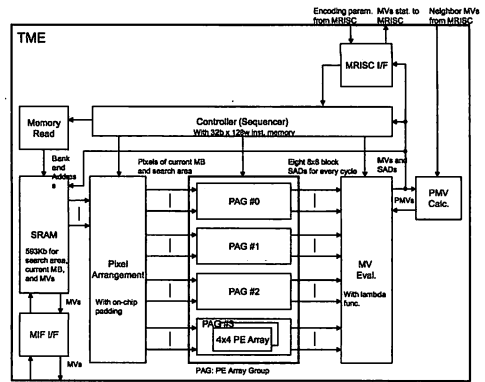 Encoding param. from MRISC
MVs stat. to MRISC
Neighbor MVs from MRISC
TME
MRISC I/F
Controller (Sequencer)
With 32b x 128w inst. memory
Memory Read
Bank and Address
Pixels of current MB and search area
Eight 8x8 block SADs for every cycle
MVs and SADs
PMVs
PMV Calc.
SRAM
593Kb for search area, current MB, and MVs
Pixel Arrangement
With on-chip padding
PAG #0
PAG #1
PAG #2
PAG #3
4x4 PE Array
MV Eval.
With lambda func.
MVs
MIF I/F
MVs
PAG: PE Array Group